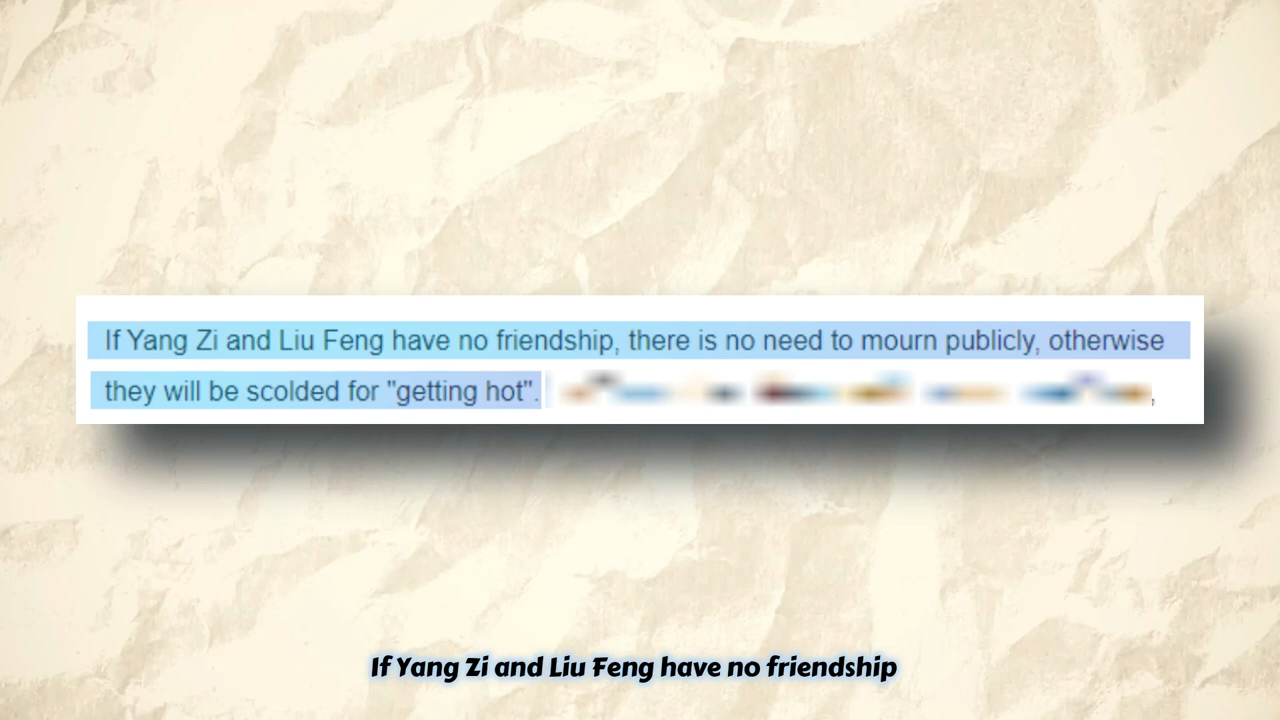 If Yang Zi and Liu Feng have no friendship, there is no need to mourn publicly, otherwise
they will be scolded for "getting hot".
If Yang Zi and Liu Feng have no friendship